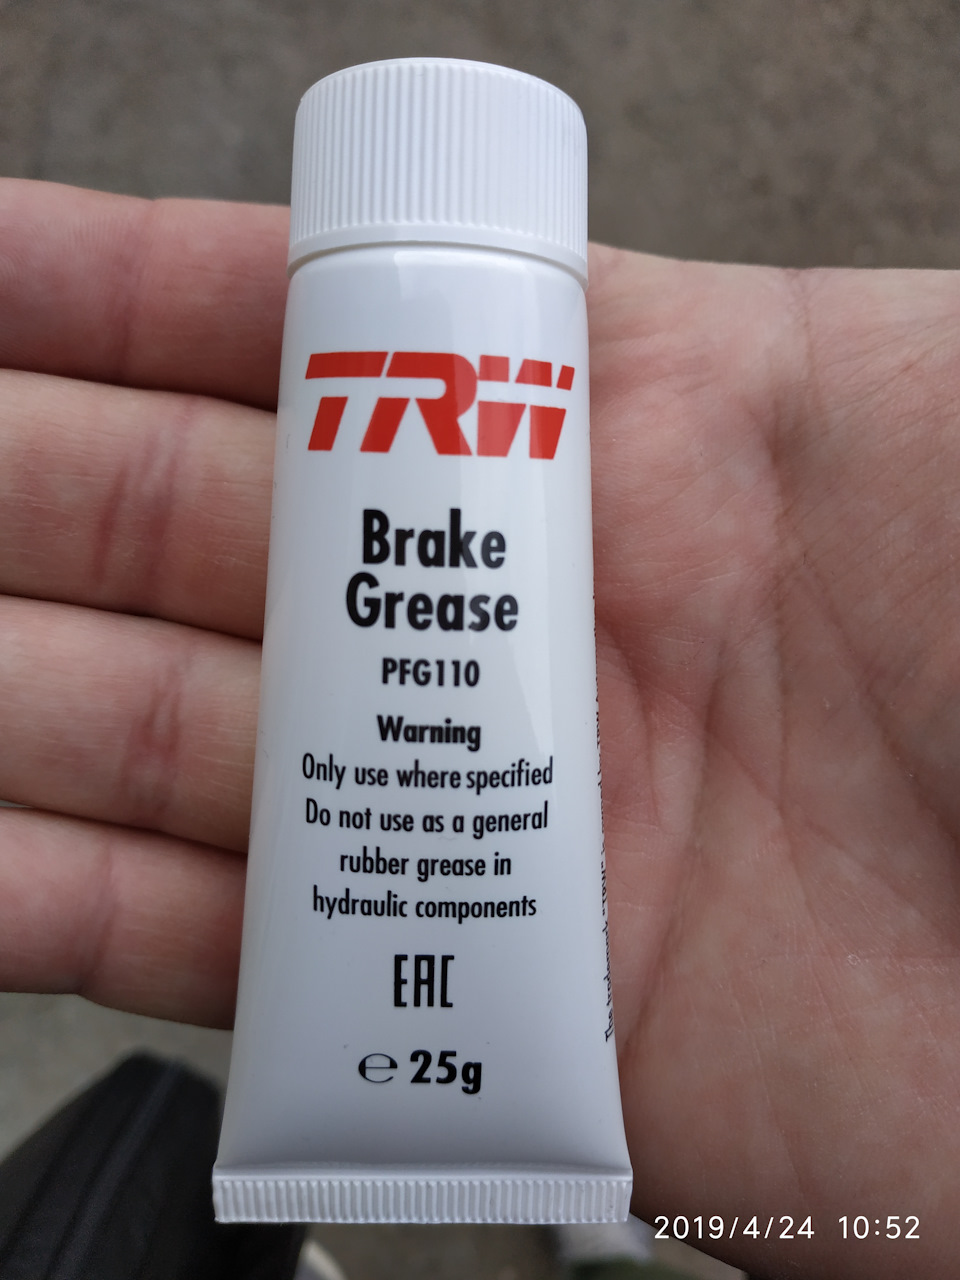 TRW
Brake
Grease
PFG110
Warning
Only use where specified
Do not use as a general
rubber grease in
hydraulic components
EAC
℮ 25g
2019/4/24 10:52